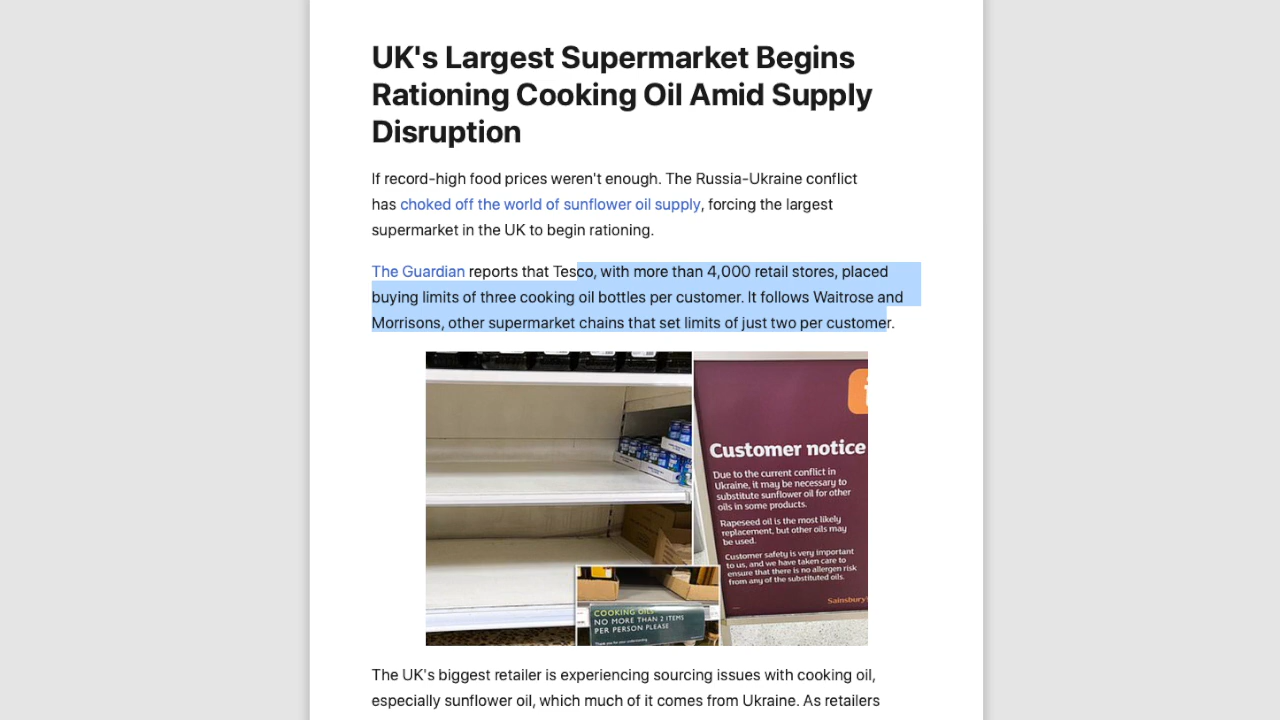 UK's Largest Supermarket Begins
Rationing Cooking Oil Amid Supply
Disruption
If record-high food prices weren't enough. The Russia-Ukraine conflict
has choked off the world of sunflower oil supply, forcing the largest
supermarket in the UK to begin rationing.
The Guardian reports that Tesco, with more than 4,000 retail stores, placed
buying limits of three cooking oil bottles per customer. It follows Waitrose and
Morrisons, other supermarket chains that set limits of just two per customer.
Customer notice
Due to the current conflict in
Ukraine, it may be necessary to
substitute sunflower oil for other
oils in some products.
Rapeseed oil is the most likely
replacement, but other oils may
be used.
Customer safety is very important
to us, and we have taken care to
ensure that there is no allergen risk
from any of the substituted oils.
Sainsbury'
COOKING OILS
NO MORE THAN 2 ITEMS
PER PERSON PLEASE
Thank you for your understanding
The UK's biggest retailer is experiencing sourcing issues with cooking oil,
especially sunflower oil, which much of it comes from Ukraine. As retailers